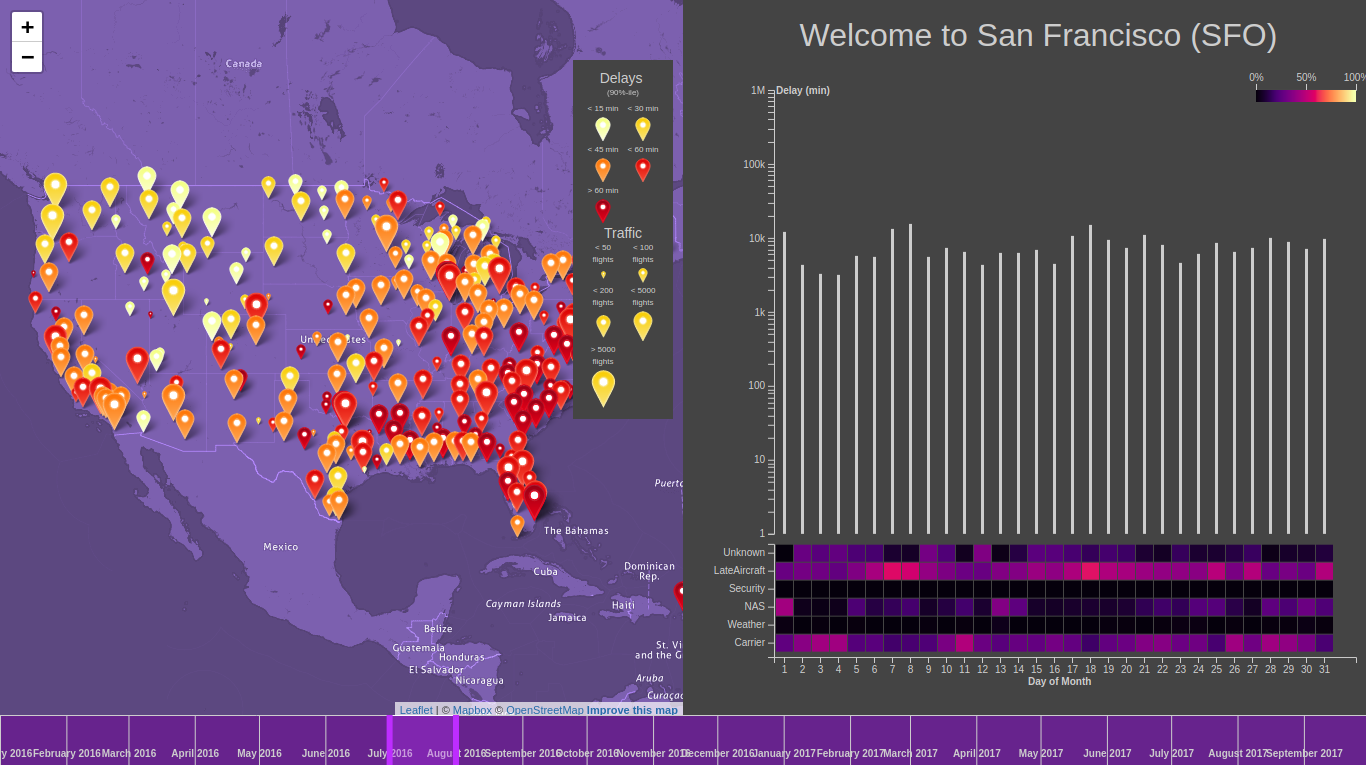 +
−
Canada
United States
Mexico
The Bahamas
Cuba
Dominican
Rep.
Cayman Islands
Haiti
Jamaica
Belize
Guatemala
Honduras
El Salvador
Nicaragua
Puerto
St. Vi
and the G
Aruba
Curaçao
Delays
(90%-ile)
< 15 min
< 30 min
< 45 min
< 60 min
> 60 min
Traffic
< 50
flights
< 100
flights
< 200
flights
< 5000
flights
> 5000
flights
Leaflet | © Mapbox © OpenStreetMap Improve this map
Welcome to San Francisco (SFO)
0% 50% 100%
Delay (min)
1M
100k
10k
1k
100
10
1
Unknown
LateAircraft
Security
NAS
Weather
Carrier
1 2 3 4 5 6 7 8 9 10 11 12 13 14 15 16 17 18 19 20 21 22 23 24 25 26 27 28 29 30 31
Day of Month
y 2016 February 2016 March 2016 April 2016 May 2016 June 2016 July 2016 August 2016 September 2016 October 2016 November 2016 December 2016 January 2017 February 2017 March 2017 April 2017 May 2017 June 2017 July 2017 August 2017 September 2017